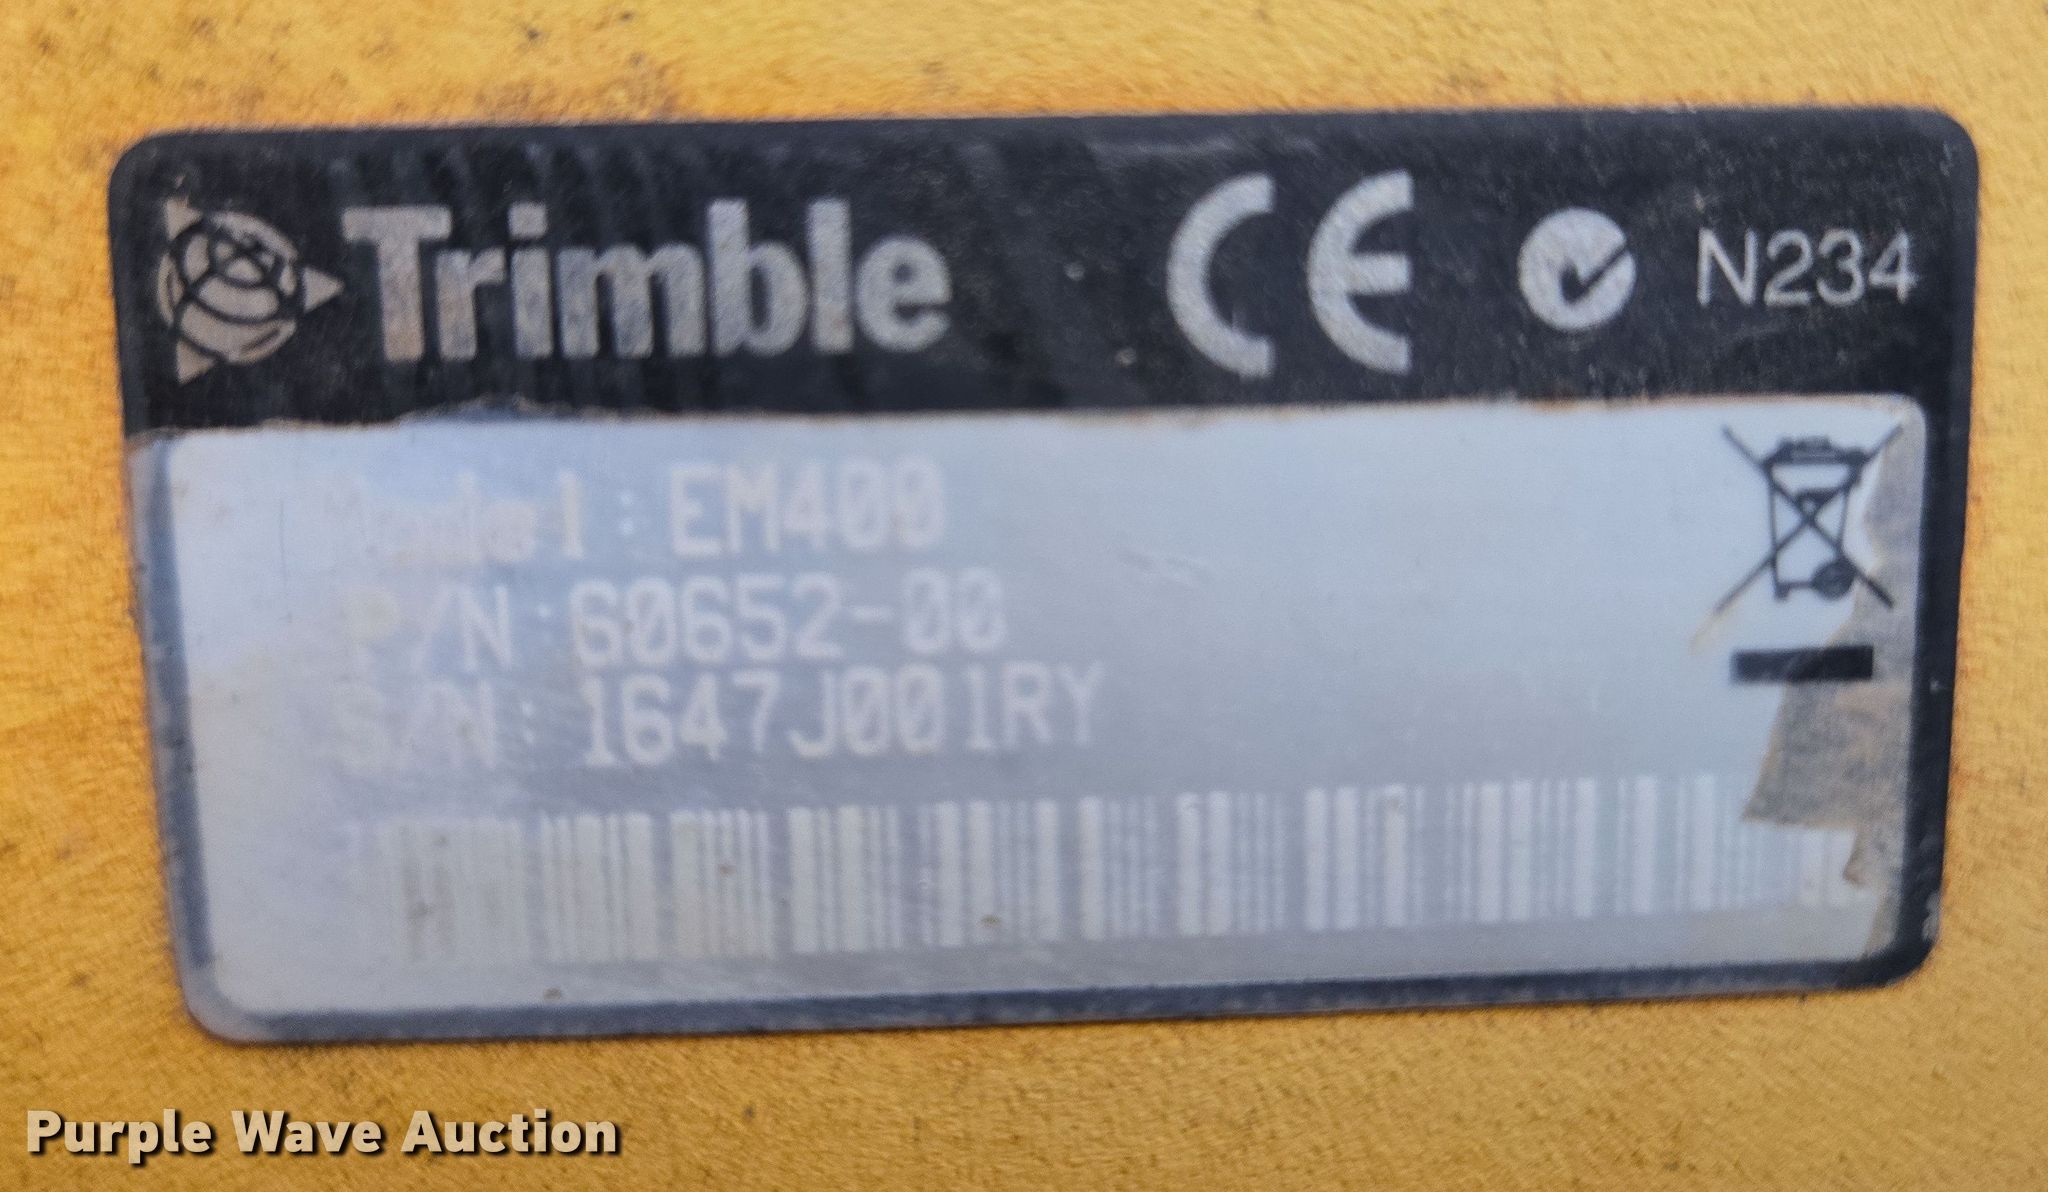 Trimble CE N234
Model: EM400
P/N: 60652-00
S/N: 1647J001RY
Purple Wave Auction